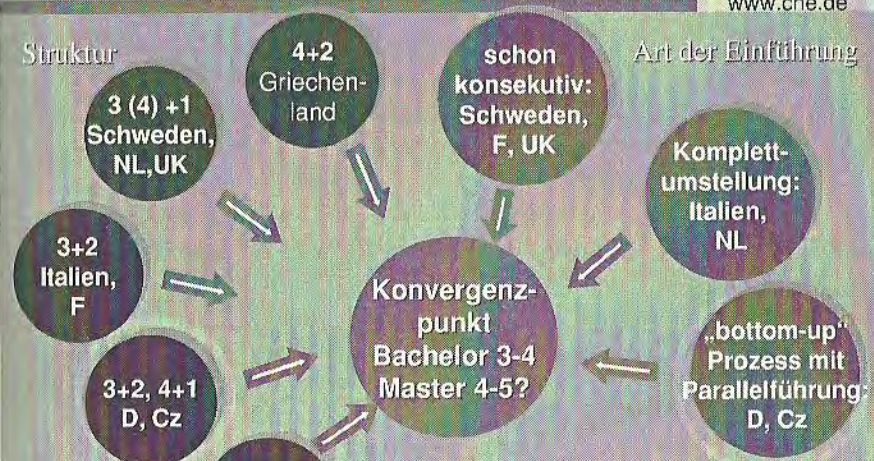 www.che.de
Struktur
Art der Einführung
4+2
Griechen-
land
schon
konsekutiv:
Schweden,
F, UK
3 (4) +1
Schweden,
NL,UK
Komplett-
umstellung:
Italien,
NL
3+2
Italien,
F
Konvergenz-
punkt
Bachelor 3-4
Master 4-5?
„bottom-up“
Prozess mit
Parallelführung:
D, Cz
3+2, 4+1
D, Cz